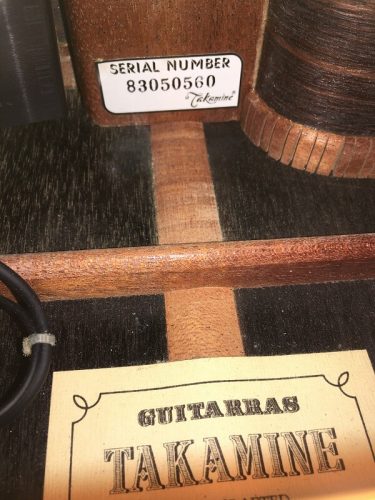 SERIAL NUMBER
83050560
Takamine
GUITARRAS
TAKAMINE